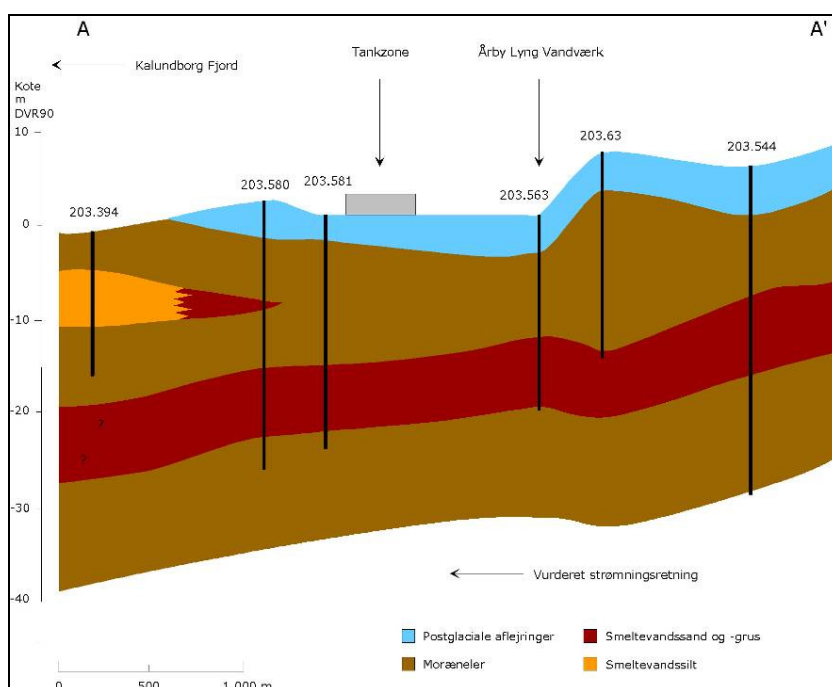 A
A'
Tankzone
Årby Lyng Vandværk
Kalundborg Fjord
Kote
m
DVR90
10
203.63
203.544
203.580
203.581
203.563
203.394
0
-10
-20
?
?
-30
Vurderet strømningsretning
-40
Postglaciale aflejringer
Smeltevandssand og -grus
Moræneler
Smeltevandssilt
0
500
1.000 m